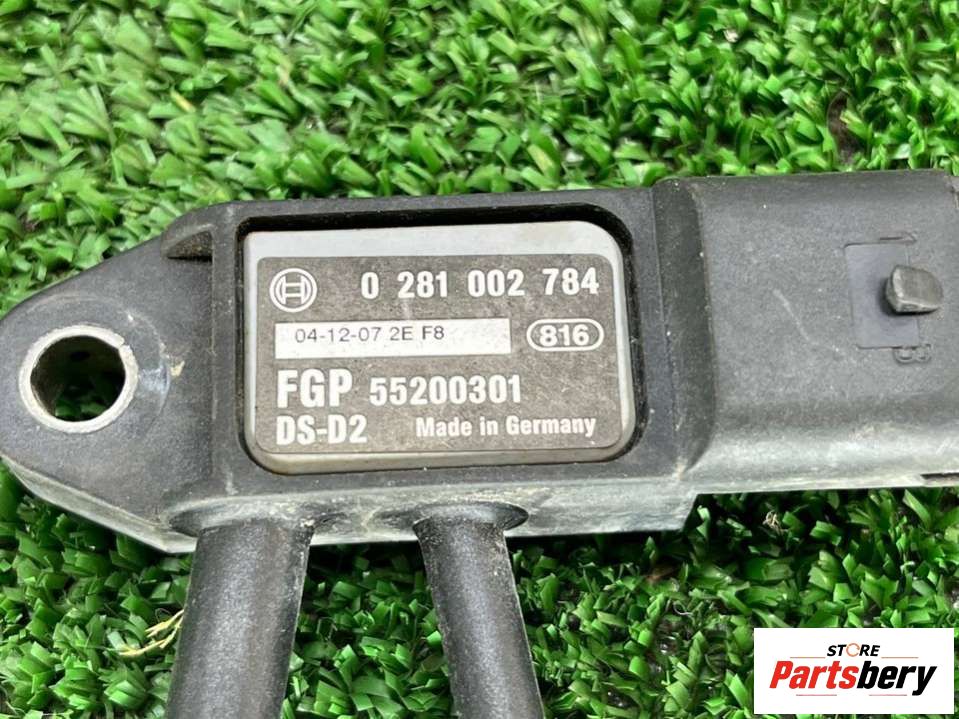 0 281 002 784
04-12-07 2E F8
816
FGP 55200301
DS-D2 Made in Germany
STORE
Partsbery